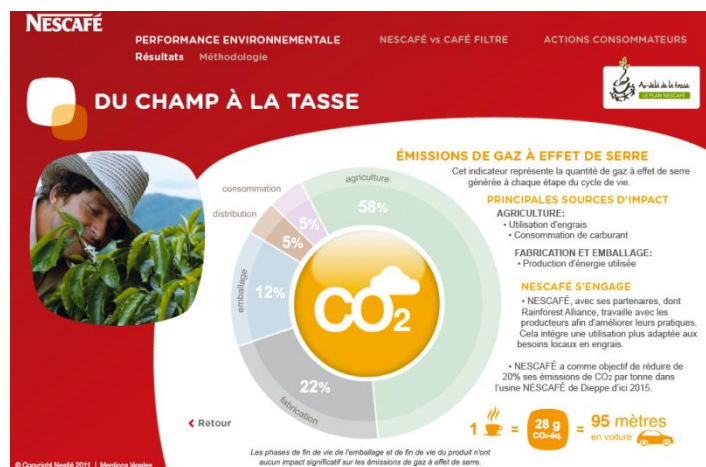 NESCAFÉ
PERFORMANCE ENVIRONNEMENTALE
NESCAFÉ vs CAFÉ FILTRE
ACTIONS CONSOMMATEURS
Résultats
Méthodologie
Au-delà de la tasse
LE PLAN NESCAFÉ
DU CHAMP À LA TASSE
ÉMISSIONS DE GAZ À EFFET DE SERRE
Cet indicateur représente la quantité de gaz à effet de serre
générée à chaque étape du cycle de vie.
PRINCIPALES SOURCES D'IMPACT
AGRICULTURE:
• Utilisation d'engrais
• Consommation de carburant
FABRICATION ET EMBALLAGE:
• Production d'énergie utilisée
NESCAFÉ S'ENGAGE
• NESCAFÉ, avec ses partenaires, dont
Rainforest Alliance, travaille avec les
producteurs afin d'améliorer leurs pratiques.
Cela intègre une utilisation plus adaptée aux
besoins locaux en engrais.
• NESCAFÉ a comme objectif de réduire de
20% ses émissions de CO2 par tonne dans
l'usine NESCAFÉ de Dieppe d'ici 2015.
agriculture
58%
consommation
5%
distribution
5%
emballage
12%
fabrication
22%
CO2
Retour
1 = 28 g = 95 mètres
CO2-éq. en voiture
Les phases de fin de vie de l'emballage et de fin de vie du produit n'ont
aucun impact significatif sur les émissions de gaz à effet de serre.
© Copyright Nestlé 2011 | Mentions légales